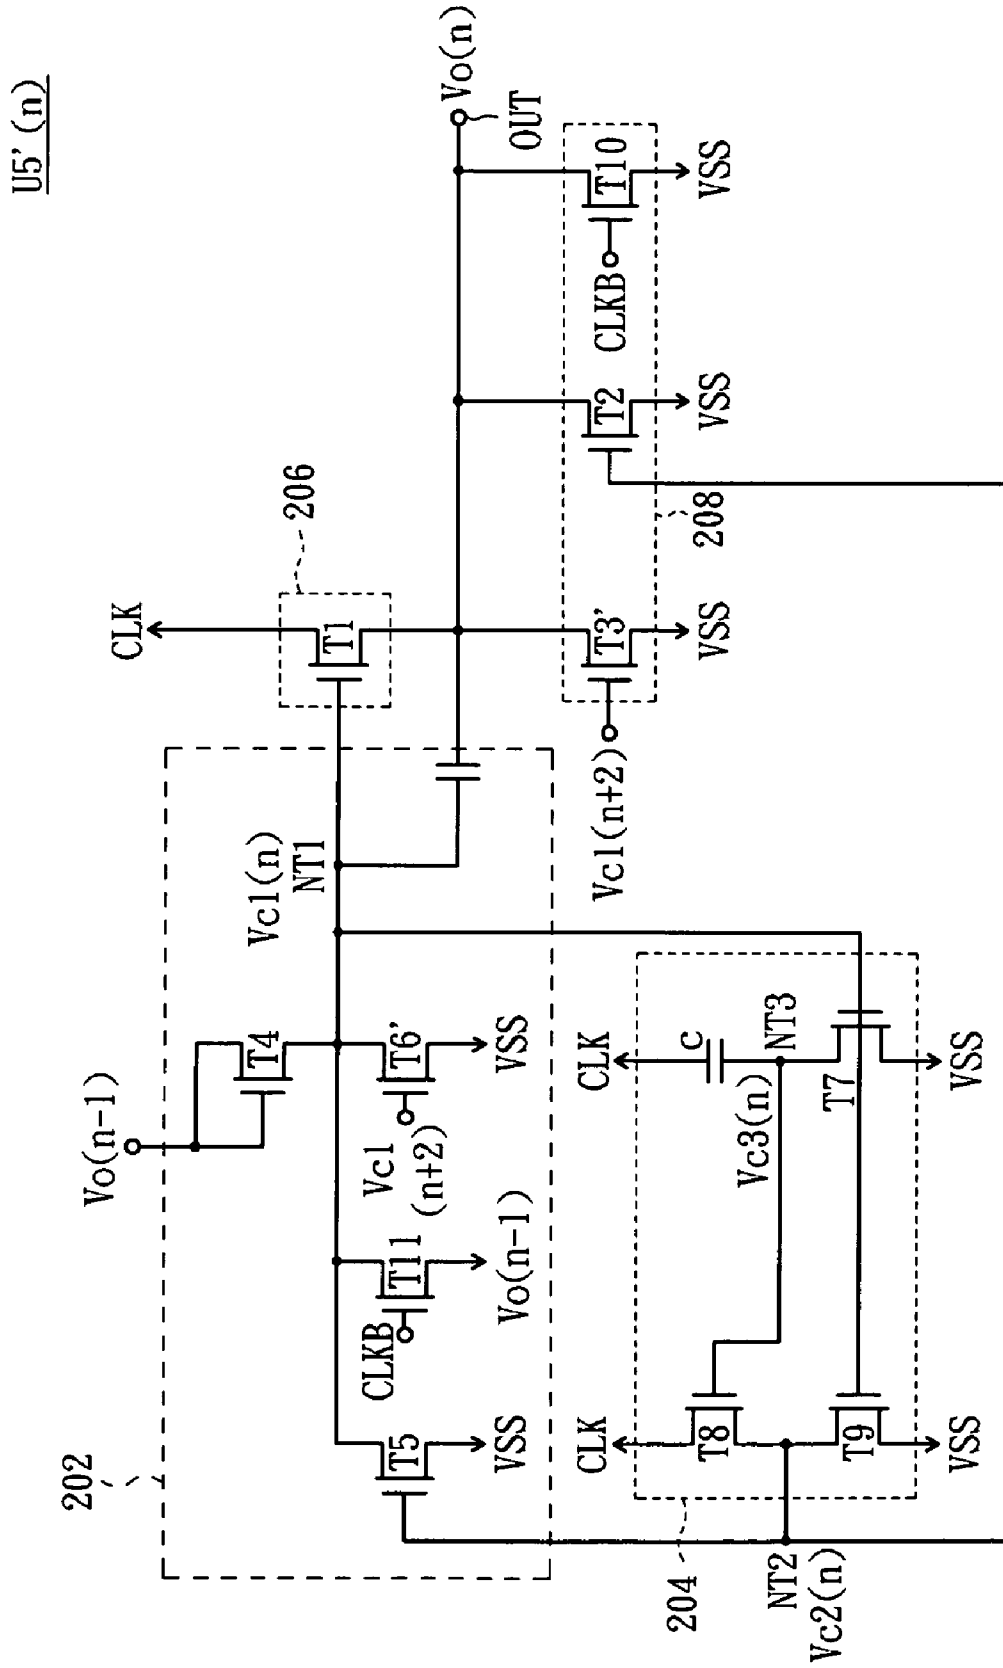 U5'(n)
Vo(n-1)
CLK
206
202
T4
Vc1(n)
NT1
T1
Vo(n)
OUT
T5
VSS
CLKB
T11
Vo(n-1)
T6'
Vc1
(n+2)
VSS
T3'
Vc1(n+2)
VSS
T2
VSS
T10
CLKB
VSS
208
CLK
T8
CLK
C
Vc3(n)
NT3
T7
VSS
T9
VSS
204
NT2
Vc2(n)